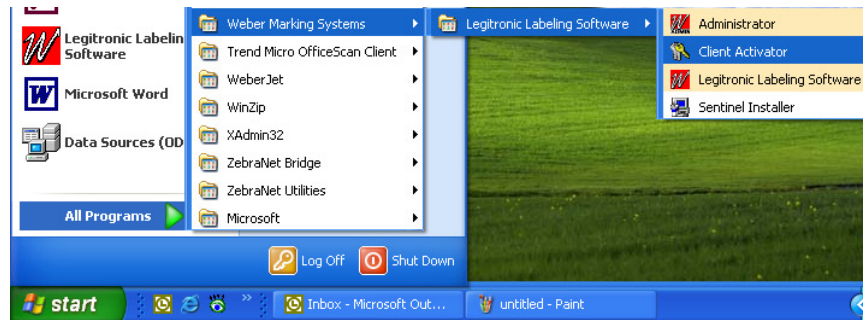 Legitronic Labelin
Software
Microsoft Word
Data Sources (OD
All Programs
Weber Marking Systems
Trend Micro OfficeScan Client
WeberJet
WinZip
XAdmin32
ZebraNet Bridge
ZebraNet Utilities
Microsoft
Legitronic Labeling Software
ADMIN
Administrator
Client Activator
Legitronic Labeling Software
Sentinel Installer
Log Off
Shut Down
start
Inbox - Microsoft Out...
untitled - Paint